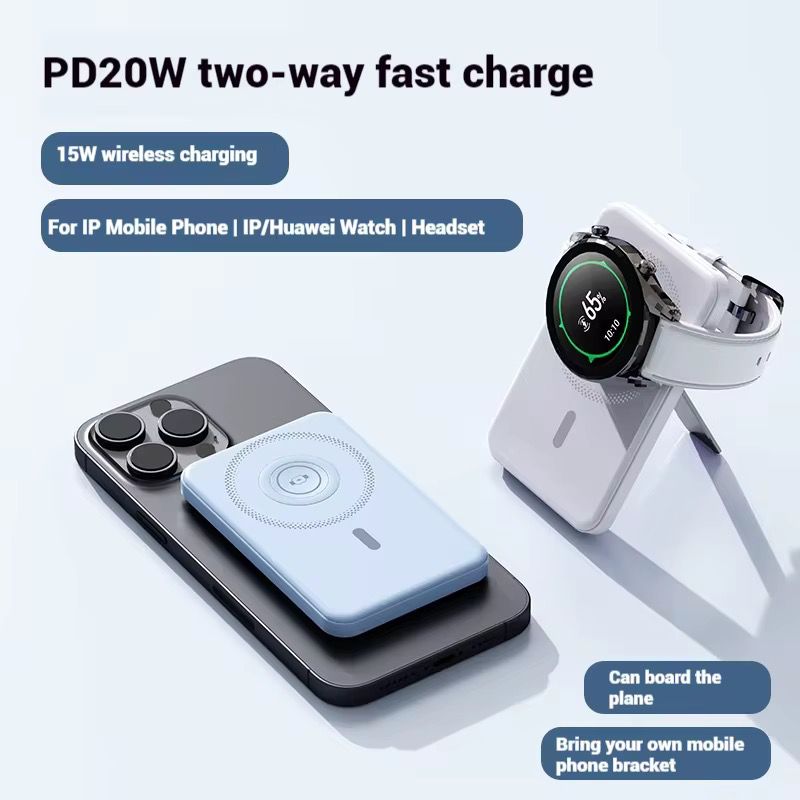 PD20W two-way fast charge
15W wireless charging
For IP Mobile Phone | IP/Huawei Watch | Headset
65%
10:10
Can board the
plane
Bring your own mobile
phone bracket